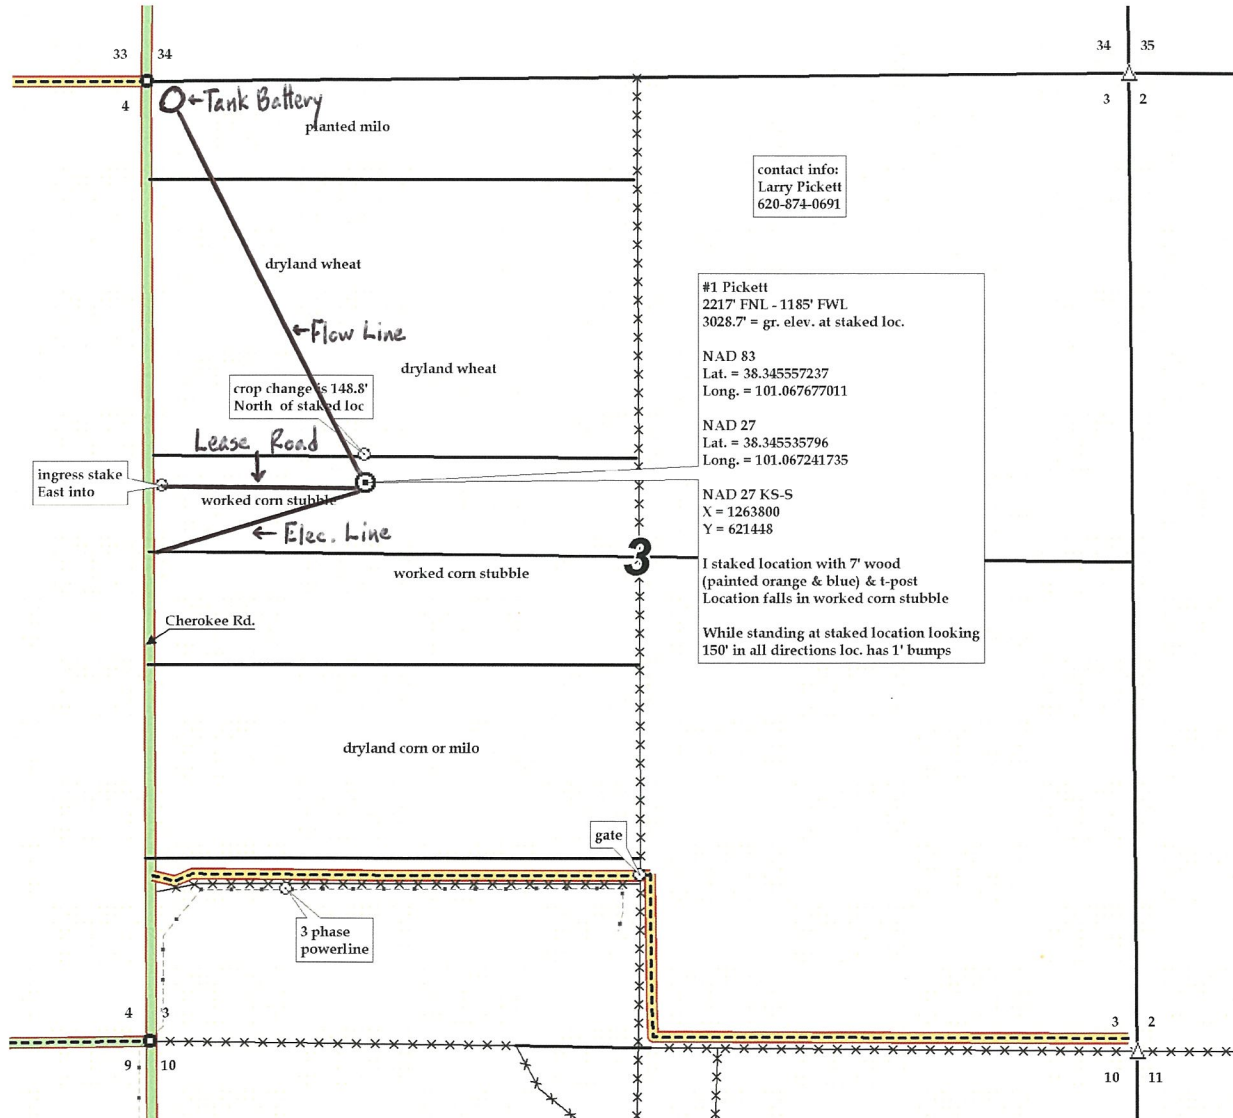 33 34
34 35
4
3 2
←Tank Battery
planted milo
contact info:
Larry Pickett
620-874-0691
dryland wheat
←Flow Line
dryland wheat
#1 Pickett
2217' FNL - 1185' FWL
3028.7' = gr. elev. at staked loc.
NAD 83
Lat. = 38.345557237
Long. = 101.067677011
NAD 27
Lat. = 38.345535796
Long. = 101.067241735
NAD 27 KS-S
X = 1263800
Y = 621448
I staked location with 7' wood
(painted orange & blue) & t-post
Location falls in worked corn stubble
While standing at staked location looking
150' in all directions loc. has 1' bumps
crop change is 148.8'
North of staked loc
Lease Road
ingress stake
East into
worked corn stubble
← Elec. Line
3
worked corn stubble
Cherokee Rd.
dryland corn or milo
gate
3 phase
powerline
4 3
3 2
9 10
10 11